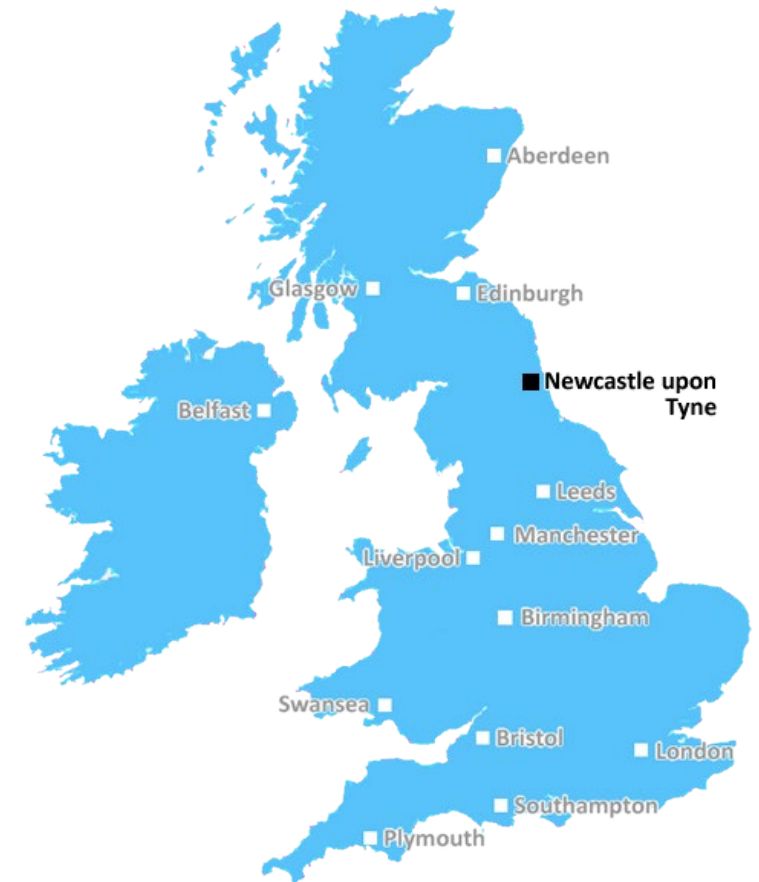 Aberdeen
Glasgow
Edinburgh
Newcastle upon
Tyne
Belfast
Leeds
Manchester
Liverpool
Birmingham
Swansea
Bristol
London
Southampton
Plymouth